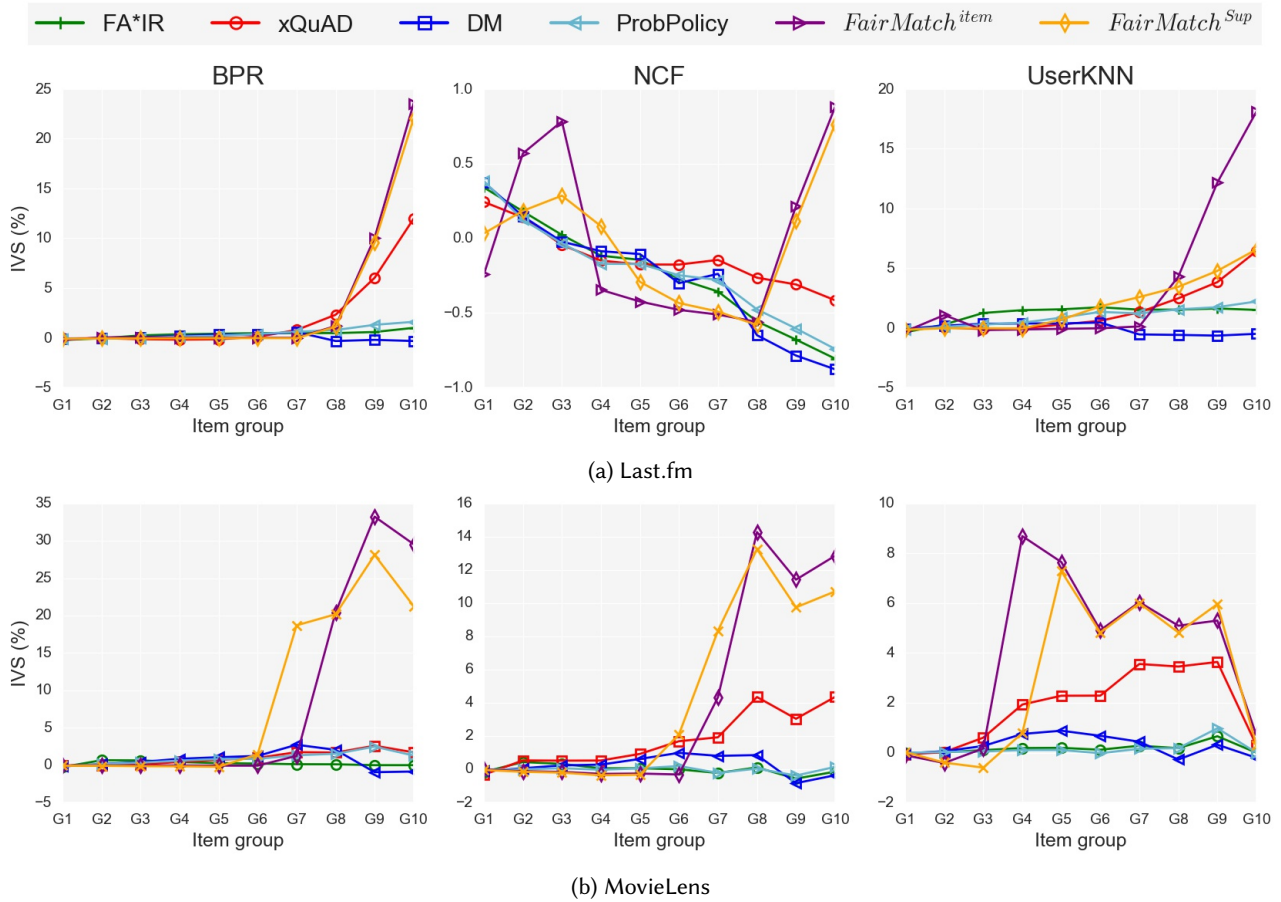 FA*IR xQuAD DM ProbPolicy FairMatch^item FairMatch^Sup
BPR NCF UserKNN
IVS (%)
25
20
15
10
5
0
−5
G1 G2 G3 G4 G5 G6 G7 G8 G9 G10
Item group
1.0
0.5
0.0
−0.5
−1.0
G1 G2 G3 G4 G5 G6 G7 G8 G9 G10
Item group
20
15
10
5
0
−5
G1 G2 G3 G4 G5 G6 G7 G8 G9 G10
Item group
(a) Last.fm
IVS (%)
35
30
25
20
15
10
5
0
−5
G1 G2 G3 G4 G5 G6 G7 G8 G9 G10
Item group
16
14
12
10
8
6
4
2
0
−2
G1 G2 G3 G4 G5 G6 G7 G8 G9 G10
Item group
10
8
6
4
2
0
−2
G1 G2 G3 G4 G5 G6 G7 G8 G9 G10
Item group
(b) MovieLens